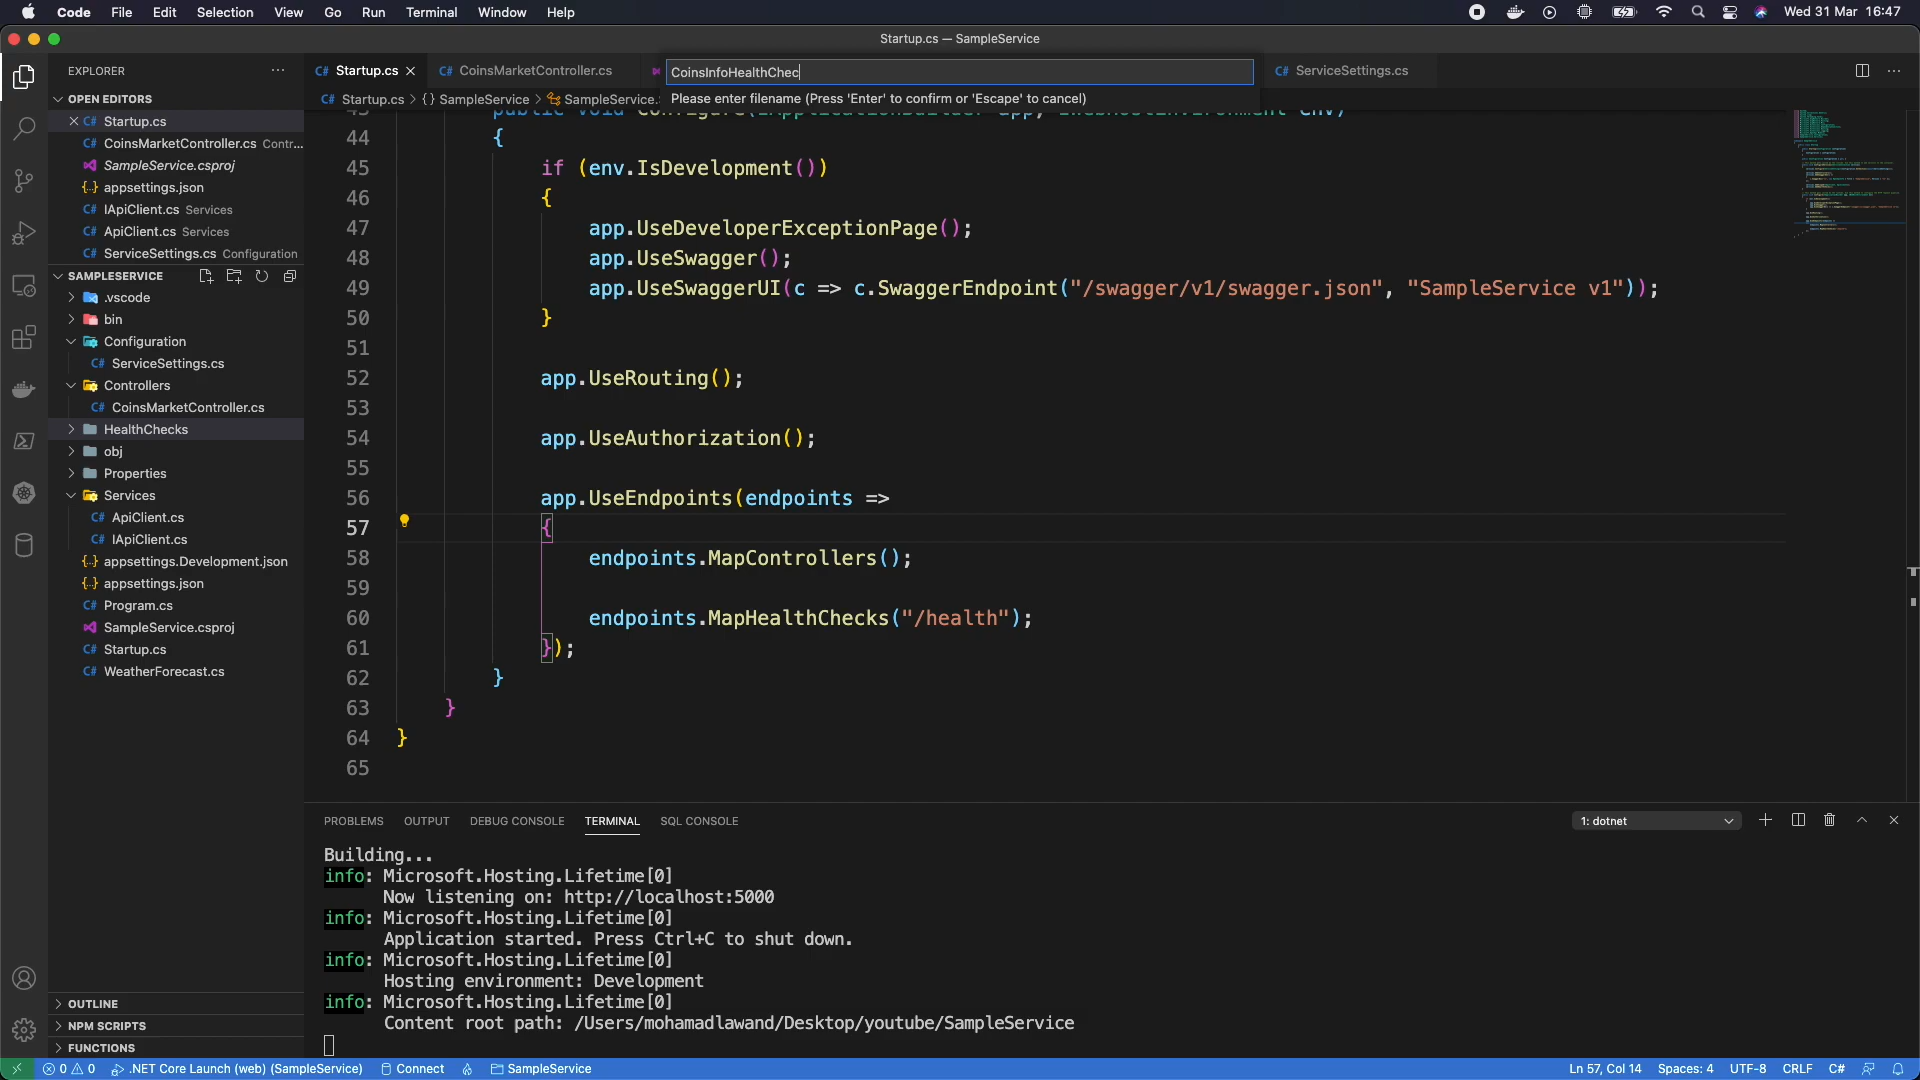 Code File Edit Selection View Go Run Terminal Window Help Wed 31 Mar 16:47
Startup.cs — SampleService
EXPLORER
OPEN EDITORS
Startup.cs
CoinsMarketController.cs Contr...
SampleService.csproj
appsettings.json
IApiClient.cs Services
ApiClient.cs Services
ServiceSettings.cs Configuration
SAMPLESERVICE
.vscode
bin
Configuration
ServiceSettings.cs
Controllers
CoinsMarketController.cs
HealthChecks
obj
Properties
Services
ApiClient.cs
IApiClient.cs
appsettings.Development.json
appsettings.json
Program.cs
SampleService.csproj
Startup.cs
WeatherForecast.cs
OUTLINE
NPM SCRIPTS
FUNCTIONS
Startup.cs CoinsMarketController.cs ServiceSettings.cs
CoinsInfoHealthChec
Please enter filename (Press 'Enter' to confirm or 'Escape' to cancel)
Startup.cs > {} SampleService > SampleService.
43 public void Configure(IApplicationBuilder app, IWebHostEnvironment env)
44 {
45 if (env.IsDevelopment())
46 {
47 app.UseDeveloperExceptionPage();
48 app.UseSwagger();
49 app.UseSwaggerUI(c => c.SwaggerEndpoint("/swagger/v1/swagger.json", "SampleService v1"));
50 }
51
52 app.UseRouting();
53
54 app.UseAuthorization();
55
56 app.UseEndpoints(endpoints =>
57 {
58 endpoints.MapControllers();
59
60 endpoints.MapHealthChecks("/health");
61 });
62 }
63 }
64 }
65
PROBLEMS OUTPUT DEBUG CONSOLE TERMINAL SQL CONSOLE 1: dotnet
Building...
info: Microsoft.Hosting.Lifetime[0]
Now listening on: http://localhost:5000
info: Microsoft.Hosting.Lifetime[0]
Application started. Press Ctrl+C to shut down.
info: Microsoft.Hosting.Lifetime[0]
Hosting environment: Development
info: Microsoft.Hosting.Lifetime[0]
Content root path: /Users/mohamadlawand/Desktop/youtube/SampleService
0 0 .NET Core Launch (web) (SampleService) Connect SampleService Ln 57, Col 14 Spaces: 4 UTF-8 CRLF C#